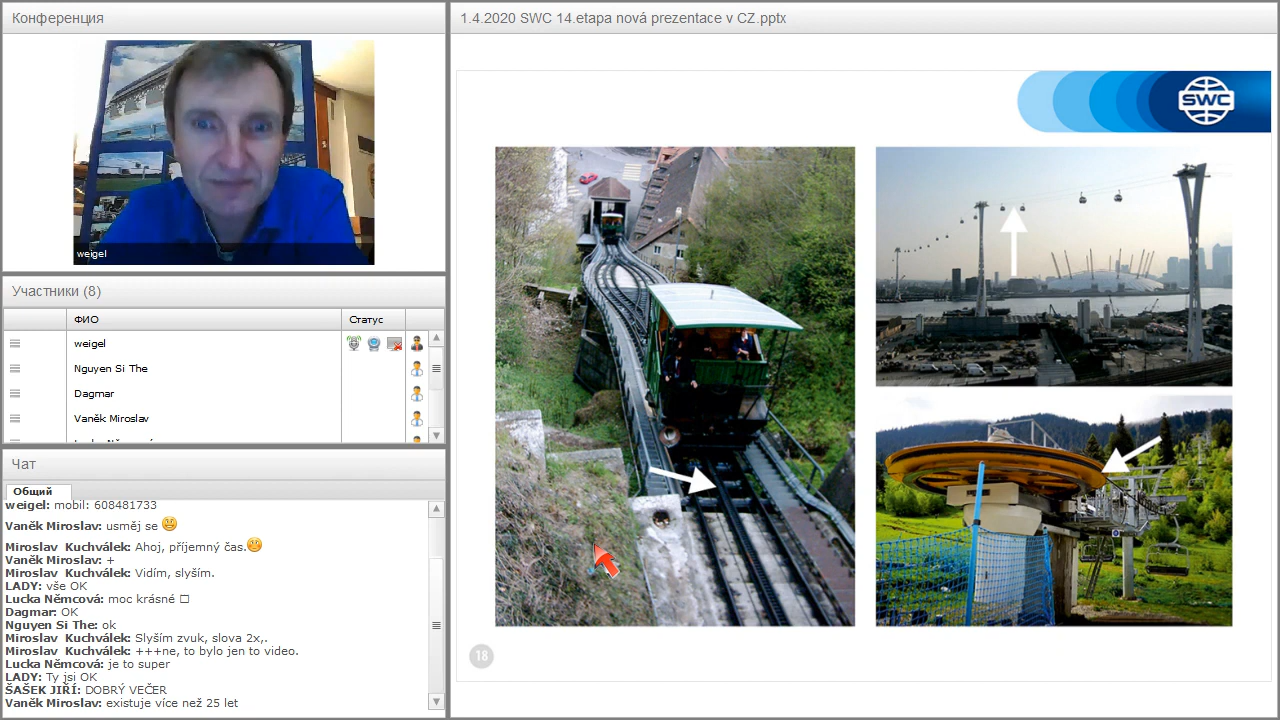 Конференция
weigel
Участники (8)
ФИО Статус
weigel
Nguyen Si The
Dagmar
Vaněk Miroslav
Чат
Общий
weigel: mobil: 608481733
Vaněk Miroslav: usměj se
Miroslav Kuchválek: Ahoj, příjemný čas.
Vaněk Miroslav: +
Miroslav Kuchválek: Vidím, slyším.
LADY: vše OK
Lucka Němcová: moc krásné □
Dagmar: OK
Nguyen Si The: ok
Miroslav Kuchválek: Slyším zvuk, slova 2x,.
Miroslav Kuchválek: +++ne, to bylo jen to video.
Lucka Němcová: je to super
LADY: Ty jsi OK
ŠAŠEK JIŘÍ: DOBRÝ VEČER
Vaněk Miroslav: existuje více než 25 let
1.4.2020 SWC 14.etapa nová prezentace v CZ.pptx
SWC
18